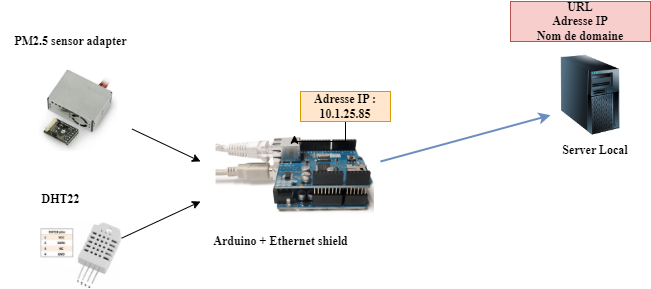 URL
Adresse IP
Nom de domaine
PM2.5 sensor adapter
Adresse IP :
10.1.25.85
Server Local
DHT22
Arduino + Ethernet shield